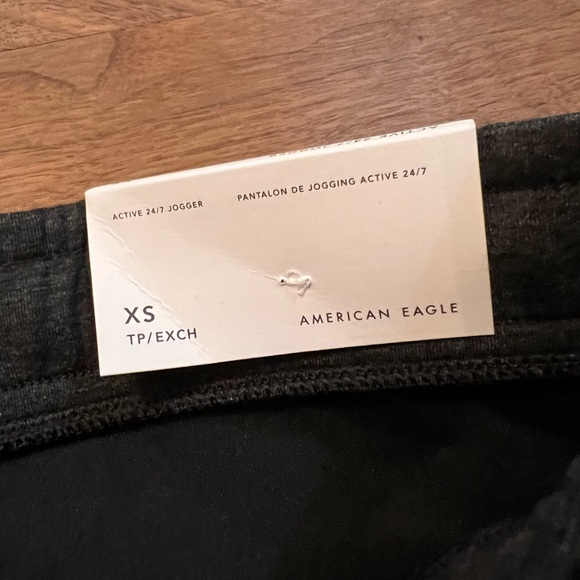 ACTIVE 24/7 JOGGER
PANTALON DE JOGGING ACTIVE 24/7
XS
TP/EXCH
AMERICAN EAGLE